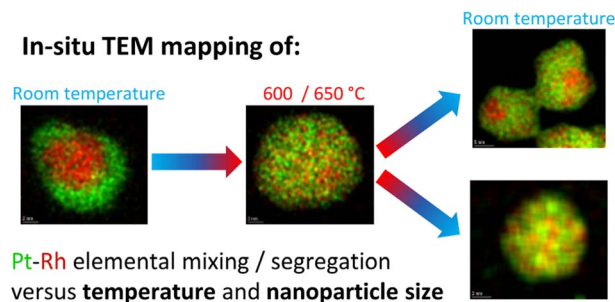 In-situ TEM mapping of:
Room temperature
600 / 650 °C
Room temperature
Pt-Rh elemental mixing / segregation
versus temperature and nanoparticle size